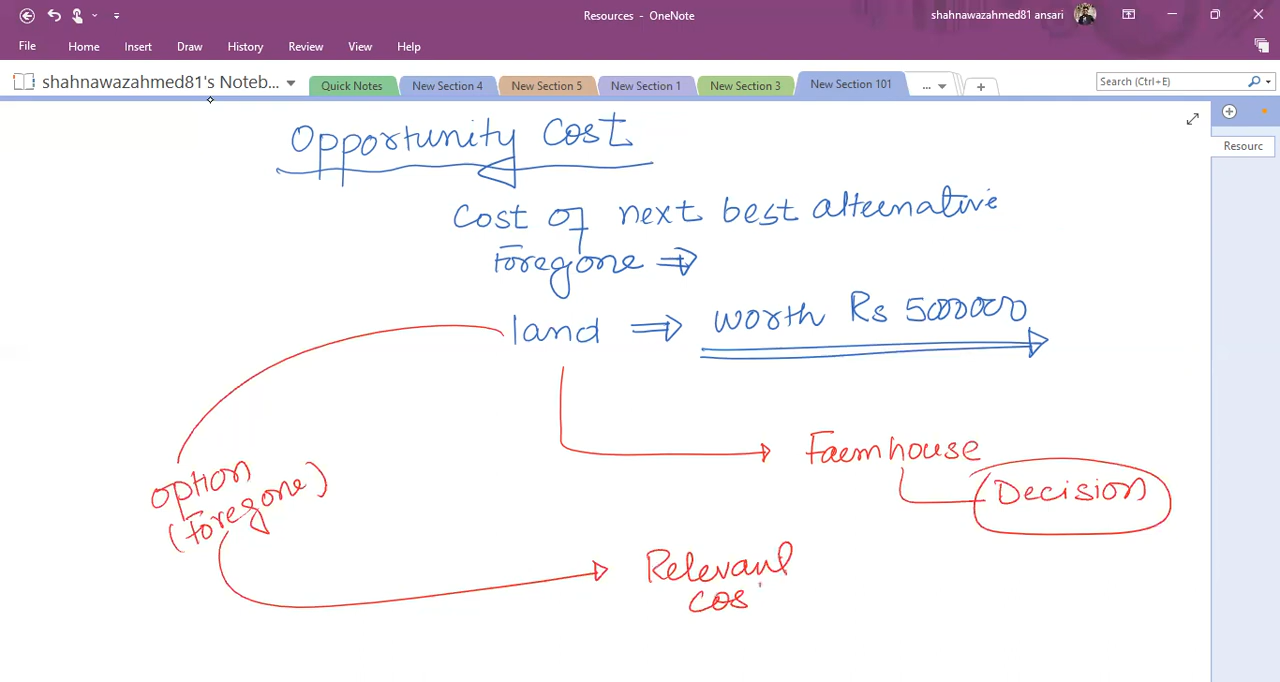 Resources - OneNote
shahnawazahmed81 ansari
File Home Insert Draw History Review View Help
shahnawazahmed81's Noteb...
Quick Notes New Section 4 New Section 5 New Section 1 New Section 3 New Section 101 ...
Search (Ctrl+E)
Resourc
Opportunity Cost
Cost of next best alternative
Foregone ⇒
land ⇒ worth Rs 5000000
Farmhouse
(Decision
option
(Foregone)
Relevant
cos